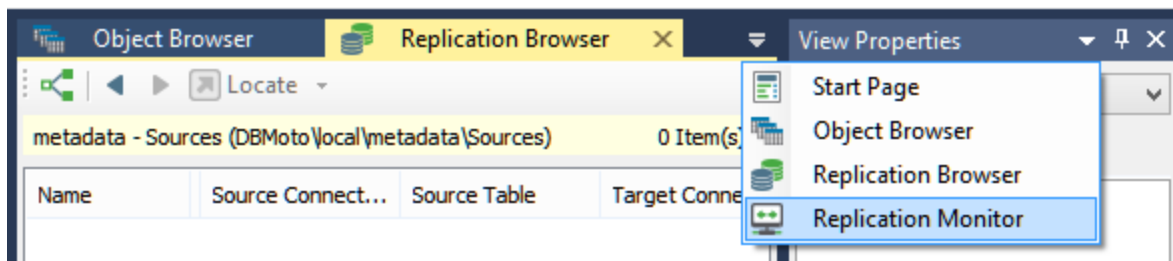 Object Browser Replication Browser View Properties
Locate
Start Page
metadata - Sources (DBMoto\local\metadata\Sources) 0 Item(s)
Object Browser
Replication Browser
Name Source Connect... Source Table Target Conne
Replication Monitor